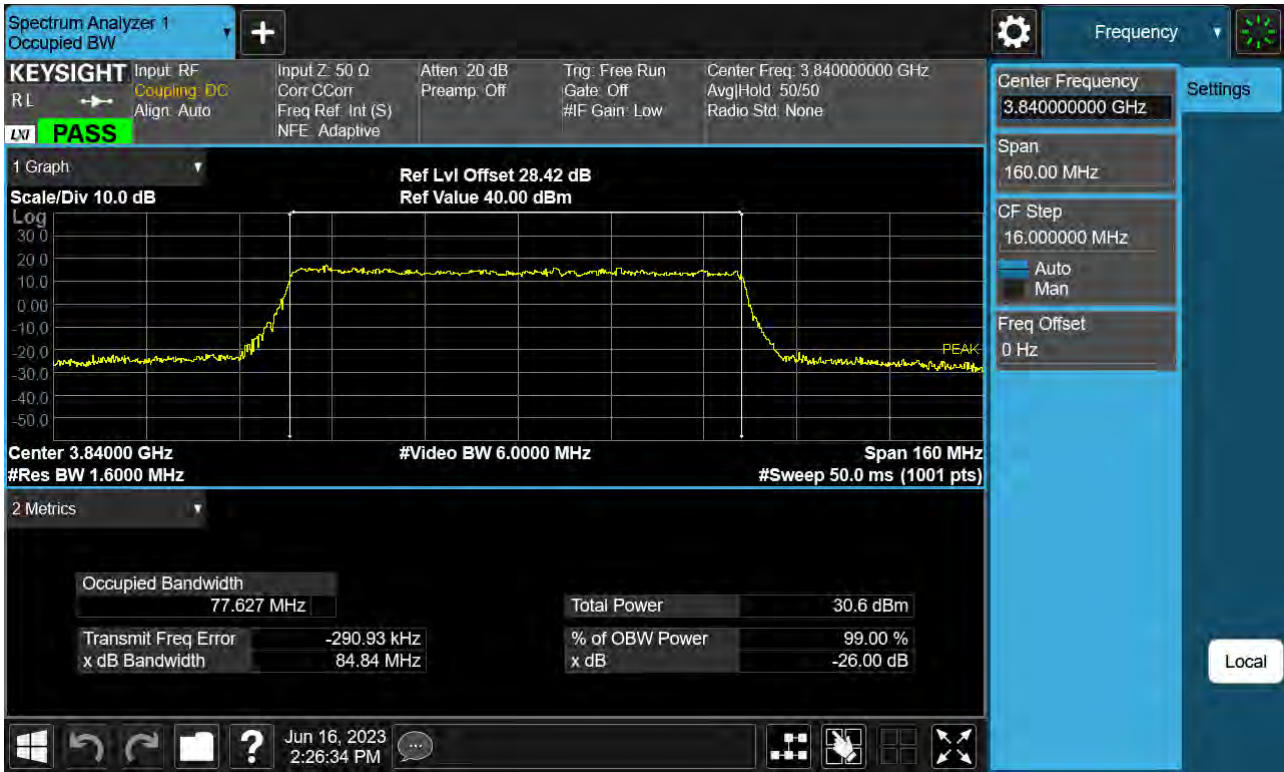 Spectrum Analyzer 1
Occupied BW
+
Frequency
KEYSIGHT
RL
LXI
PASS
Input: RF
Coupling: DC
Align: Auto
Input Z: 50 Ω
Corr CCorr
Freq Ref: Int (S)
NFE: Adaptive
Atten: 20 dB
Preamp: Off
Trig: Free Run
Gate: Off
#IF Gain: Low
Center Freq: 3.840000000 GHz
Avg|Hold: 50/50
Radio Std: None
Center Frequency
3.840000000 GHz
Settings
Span
160.00 MHz
CF Step
16.000000 MHz
Auto
Man
Freq Offset
0 Hz
1 Graph
Ref Lvl Offset 28.42 dB
Scale/Div 10.0 dB
Ref Value 40.00 dBm
Log
30.0
20.0
10.0
0.00
-10.0
-20.0
-30.0
-40.0
-50.0
PEAK
Center 3.84000 GHz
#Video BW 6.0000 MHz
Span 160 MHz
#Res BW 1.6000 MHz
#Sweep 50.0 ms (1001 pts)
2 Metrics
Occupied Bandwidth
77.627 MHz
Total Power 30.6 dBm
Transmit Freq Error -290.93 kHz
% of OBW Power 99.00 %
x dB Bandwidth 84.84 MHz
x dB -26.00 dB
Local
?
Jun 16, 2023
2:26:34 PM